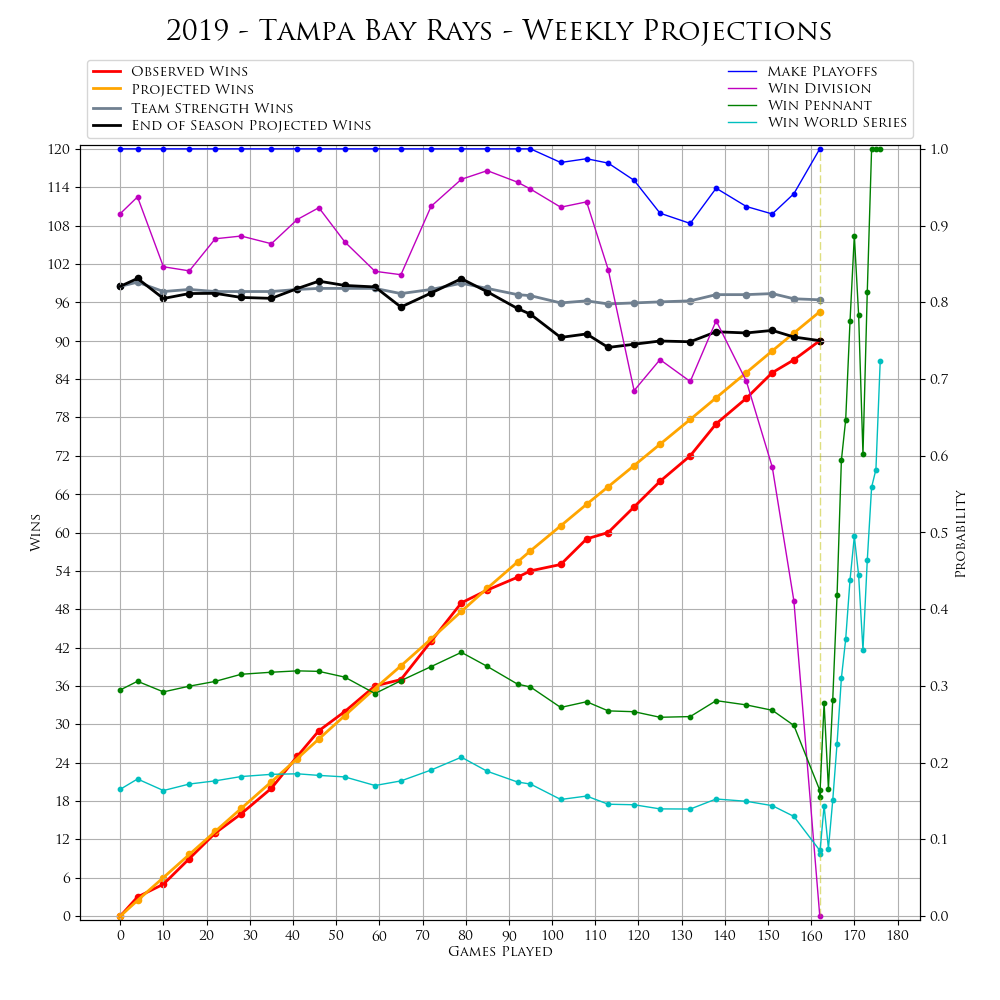 2019 - Tampa Bay Rays - Weekly Projections
Observed Wins
Projected Wins
Team Strength Wins
End of Season Projected Wins
Make Playoffs
Win Division
Win Pennant
Win World Series
120
114
108
102
96
90
84
78
72
66
60
54
48
42
36
30
24
18
12
6
0
Wins
1.0
0.9
0.8
0.7
0.6
0.5
0.4
0.3
0.2
0.1
0.0
Probability
0 10 20 30 40 50 60 70 80 90 100 110 120 130 140 150 160 170 180
Games Played